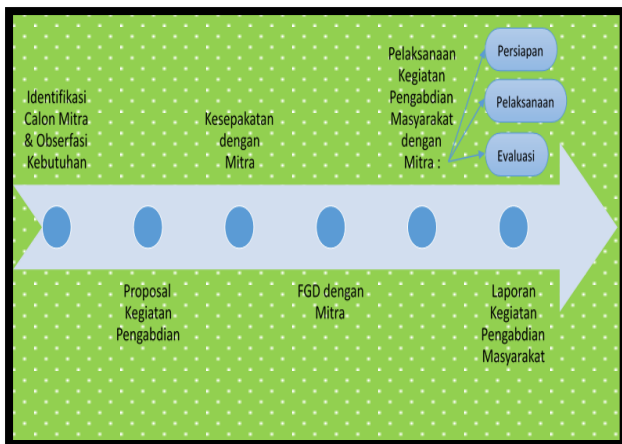 Identifikasi
Calon Mitra
& Obserfasi
Kebutuhan
Proposal
Kegiatan
Pengabdian
Kesepakatan
dengan
Mitra
FGD dengan
Mitra
Pelaksanaan
Kegiatan
Pengabdian
Masyarakat
dengan
Mitra :
Persiapan
Pelaksanaan
Evaluasi
Laporan
Kegiatan
Pengabdian
Masyarakat